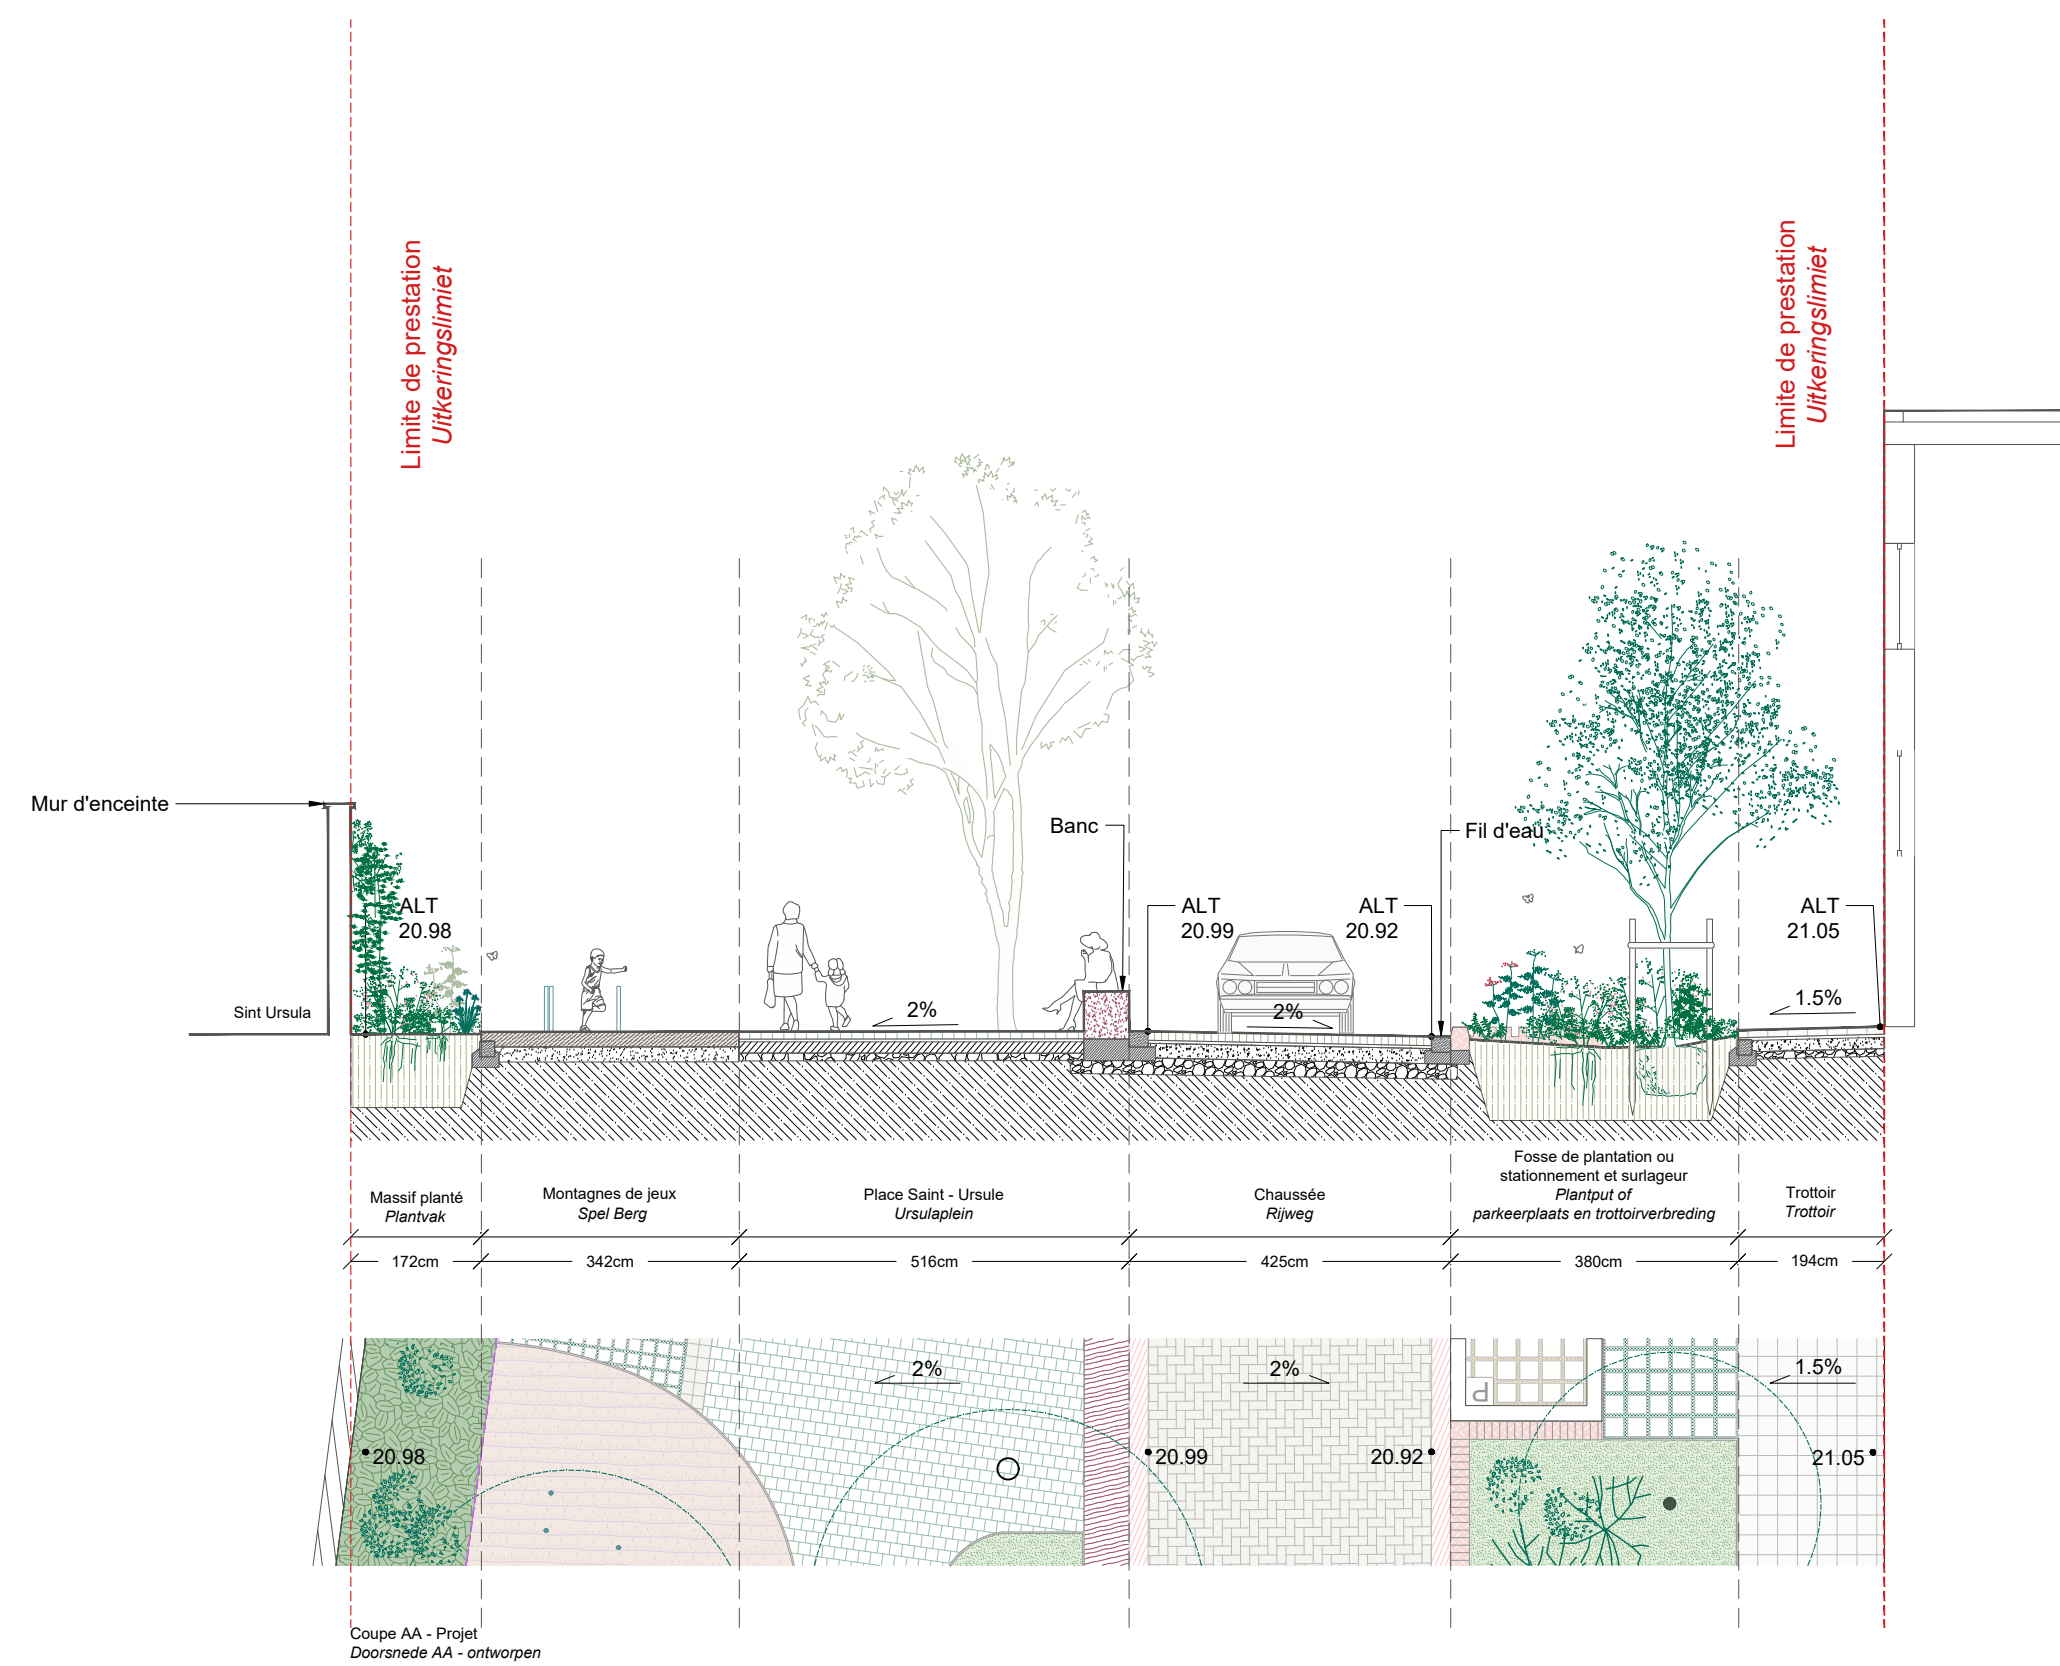 Limite de prestation
Uitkeringslimiet
Limite de prestation
Uitkeringslimiet
Mur d'enceinte
Banc
Fil d'eau
ALT
20.98
ALT
20.99
ALT
20.92
ALT
21.05
Sint Ursula
2%
2%
1.5%
Massif planté
Plantvak
Montagnes de jeux
Spel Berg
Place Saint - Ursule
Ursulaplein
Chaussée
Rijweg
Fosse de plantation ou
stationnement et surlageur
Plantput of
parkeerplaats en trottoirverbreding
Trottoir
Trottoir
172cm
342cm
516cm
425cm
380cm
194cm
2%
2%
1.5%
P
20.98
20.99
20.92
21.05
Coupe AA - Projet
Doorsnede AA - ontworpen